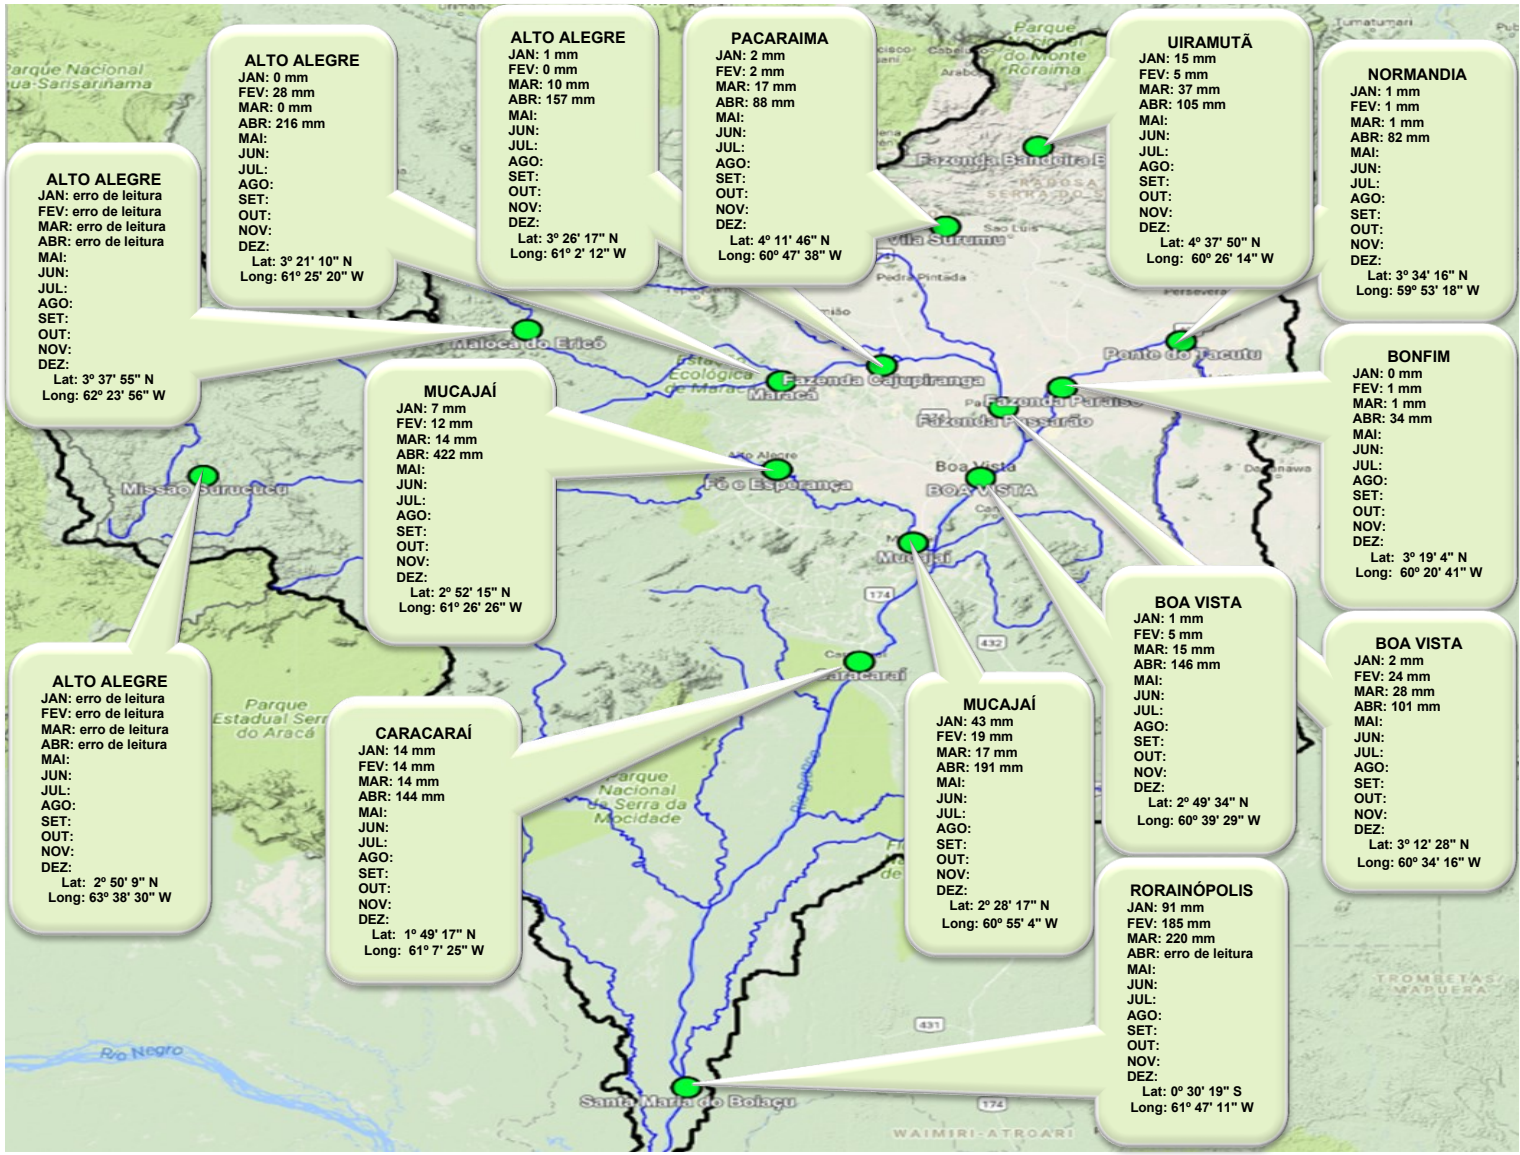 ALTO ALEGRE
JAN: erro de leitura
FEV: erro de leitura
MAR: erro de leitura
ABR: erro de leitura
MAI:
JUN:
JUL:
AGO:
SET:
OUT:
NOV:
DEZ:
Lat: 3º 37' 55" N
Long: 62º 23' 56" W
ALTO ALEGRE
JAN: 0 mm
FEV: 28 mm
MAR: 0 mm
ABR: 216 mm
MAI:
JUN:
JUL:
AGO:
SET:
OUT:
NOV:
DEZ:
Lat: 3º 21' 10" N
Long: 61º 25' 20" W
ALTO ALEGRE
JAN: 1 mm
FEV: 0 mm
MAR: 10 mm
ABR: 157 mm
MAI:
JUN:
JUL:
AGO:
SET:
OUT:
NOV:
DEZ:
Lat: 3º 26' 17" N
Long: 61º 2' 12" W
PACARAIMA
JAN: 2 mm
FEV: 2 mm
MAR: 17 mm
ABR: 88 mm
MAI:
JUN:
JUL:
AGO:
SET:
OUT:
NOV:
DEZ:
Lat: 4º 11' 46" N
Long: 60º 47' 38" W
UIRAMUTÃ
JAN: 15 mm
FEV: 5 mm
MAR: 37 mm
ABR: 105 mm
MAI:
JUN:
JUL:
AGO:
SET:
OUT:
NOV:
DEZ:
Lat: 4º 37' 50" N
Long: 60º 26' 14" W
NORMANDIA
JAN: 1 mm
FEV: 1 mm
MAR: 1 mm
ABR: 82 mm
MAI:
JUN:
JUL:
AGO:
SET:
OUT:
NOV:
DEZ:
Lat: 3º 34' 16" N
Long: 59º 53' 18" W
MUCAJAÍ
JAN: 7 mm
FEV: 12 mm
MAR: 14 mm
ABR: 422 mm
MAI:
JUN:
JUL:
AGO:
SET:
OUT:
NOV:
DEZ:
Lat: 2º 52' 15" N
Long: 61º 26' 26" W
BONFIM
JAN: 0 mm
FEV: 1 mm
MAR: 1 mm
ABR: 34 mm
MAI:
JUN:
JUL:
AGO:
SET:
OUT:
NOV:
DEZ:
Lat: 3º 19' 4" N
Long: 60º 20' 41" W
ALTO ALEGRE
JAN: erro de leitura
FEV: erro de leitura
MAR: erro de leitura
ABR: erro de leitura
MAI:
JUN:
JUL:
AGO:
SET:
OUT:
NOV:
DEZ:
Lat: 2º 50' 9" N
Long: 63º 38' 30" W
CARACARAÍ
JAN: 14 mm
FEV: 14 mm
MAR: 14 mm
ABR: 144 mm
MAI:
JUN:
JUL:
AGO:
SET:
OUT:
NOV:
DEZ:
Lat: 1º 49' 17" N
Long: 61º 7' 25" W
MUCAJAÍ
JAN: 43 mm
FEV: 19 mm
MAR: 17 mm
ABR: 191 mm
MAI:
JUN:
JUL:
AGO:
SET:
OUT:
NOV:
DEZ:
Lat: 2º 28' 17" N
Long: 60º 55' 4" W
BOA VISTA
JAN: 1 mm
FEV: 5 mm
MAR: 15 mm
ABR: 146 mm
MAI:
JUN:
JUL:
AGO:
SET:
OUT:
NOV:
DEZ:
Lat: 2º 49' 34" N
Long: 60º 39' 29" W
BOA VISTA
JAN: 2 mm
FEV: 24 mm
MAR: 28 mm
ABR: 101 mm
MAI:
JUN:
JUL:
AGO:
SET:
OUT:
NOV:
DEZ:
Lat: 3º 12' 28" N
Long: 60º 34' 16" W
RORAINÓPOLIS
JAN: 91 mm
FEV: 185 mm
MAR: 220 mm
ABR: erro de leitura
MAI:
JUN:
JUL:
AGO:
SET:
OUT:
NOV:
DEZ:
Lat: 0º 30' 19" S
Long: 61º 47' 11" W
Fazenda Bandeira B
Vila Surumu
Sao Luis
Pedra Pintada
Maloca do Ericó
Ponte do Tacutu
Fazenda Cajupiranga
Maracá
Fazenda Paraíso
Fazenda Passarão
Alto Alegre
Fé e Esperança
Boa Vista
BOA VISTA
Missão Surucucu
Mucajaí
174
432
Caracaraí
Parque
Estadual Serra
do Aracá
Parque
Nacional
da Serra da
Mocidade
Rio Branco
Rio Negro
Santa Maria do Boiaçu
431
174
WAIMIRI-ATROARI
TROMBETAS/
MAPUERA
Tumatumari
Parque Nacional